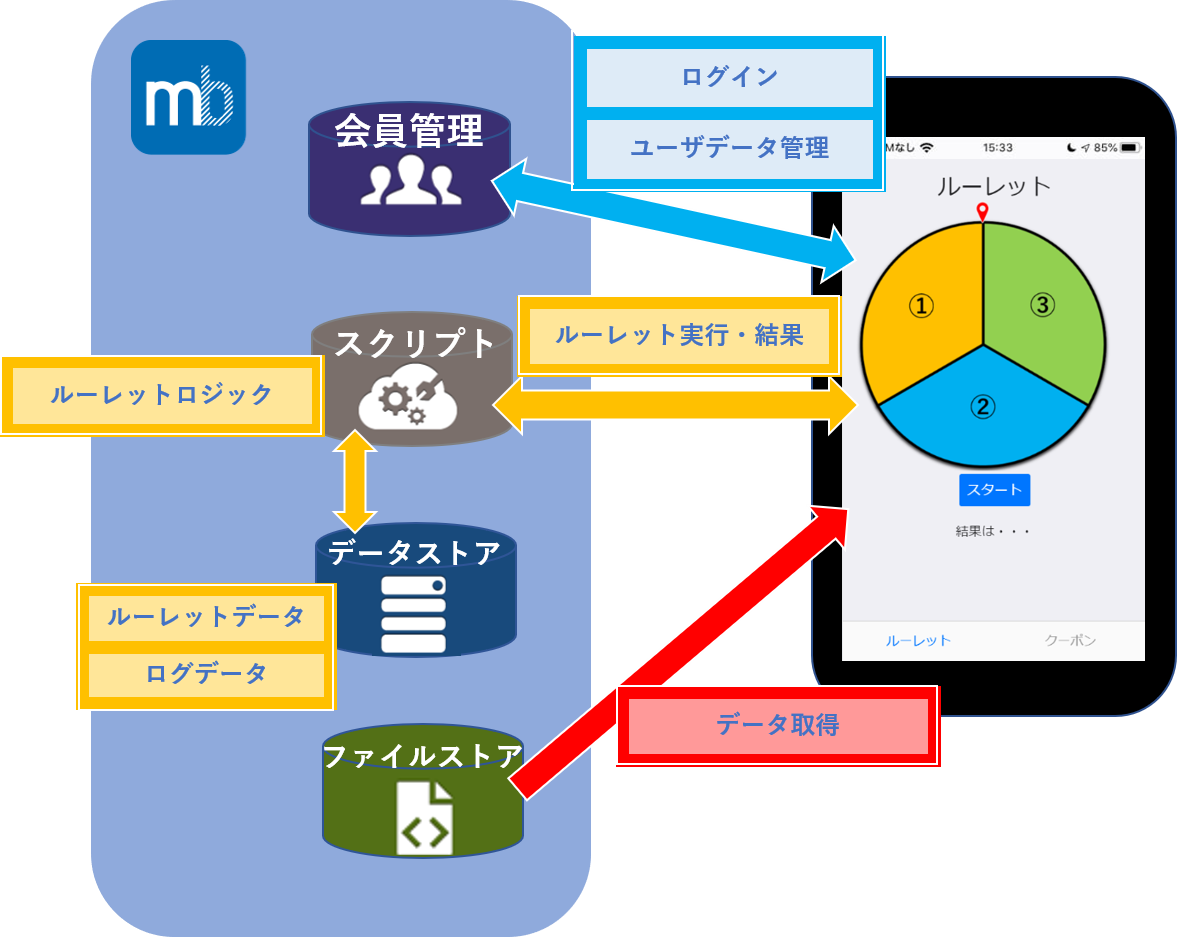 mb
会員管理
ログイン
ユーザデータ管理
スクリプト
ルーレット実行・結果
ルーレットロジック
データストア
ルーレットデータ
ログデータ
ファイルストア
データ取得
Mなし 15:33 85%
ルーレット
①
③
②
スタート
結果は・・・
ルーレット クーポン